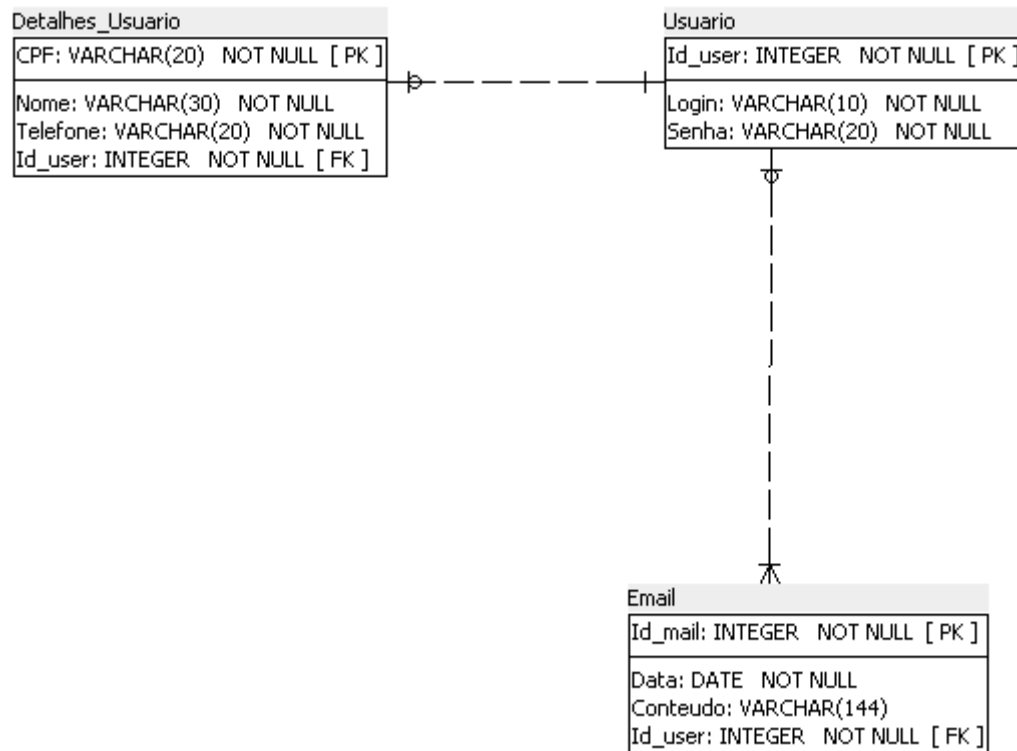 Detalhes_Usuario
CPF: VARCHAR(20) NOT NULL [ PK ]
Nome: VARCHAR(30) NOT NULL
Telefone: VARCHAR(20) NOT NULL
Id_user: INTEGER NOT NULL [ FK ]
Usuario
Id_user: INTEGER NOT NULL [ PK ]
Login: VARCHAR(10) NOT NULL
Senha: VARCHAR(20) NOT NULL
Email
Id_mail: INTEGER NOT NULL [ PK ]
Data: DATE NOT NULL
Conteudo: VARCHAR(144)
Id_user: INTEGER NOT NULL [ FK ]